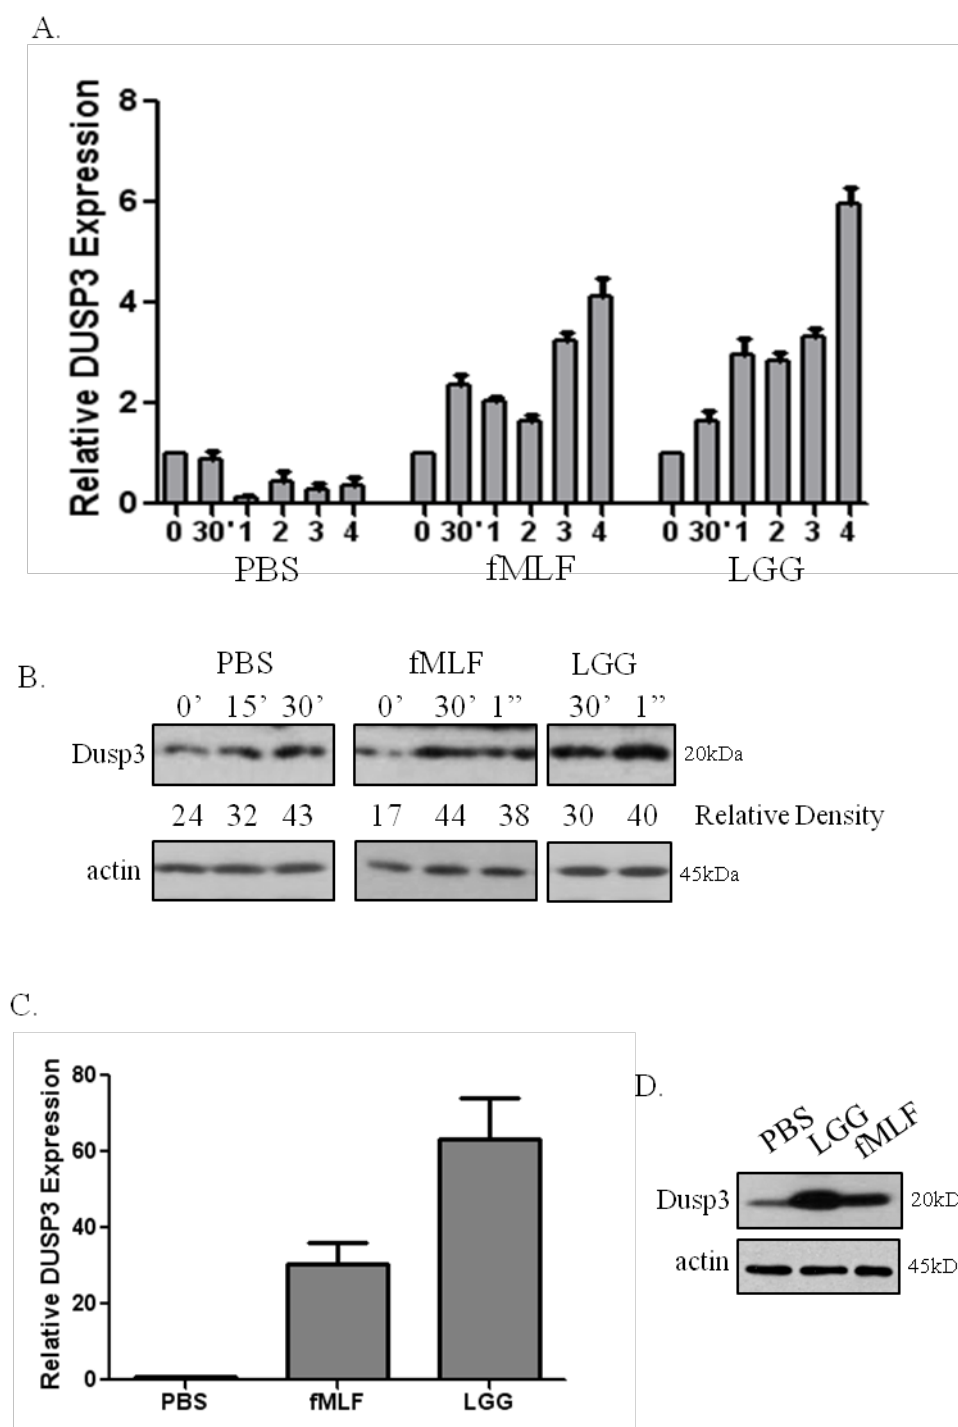 A.
Relative DUSP3 Expression
8
6
4
2
0
0 30' 1 2 3 4 0 30' 1 2 3 4 0 30' 1 2 3 4
PBS fMLF LGG
B.
PBS fMLF LGG
0’ 15’ 30’ 0’ 30’ 1” 30’ 1”
Dusp3 20kDa
24 32 43 17 44 38 30 40 Relative Density
actin 45kDa
C.
Relative DUSP3 Expression
80
60
40
20
0
PBS fMLF LGG
D.
PBS LGG fMLF
Dusp3 20kD
actin 45kD